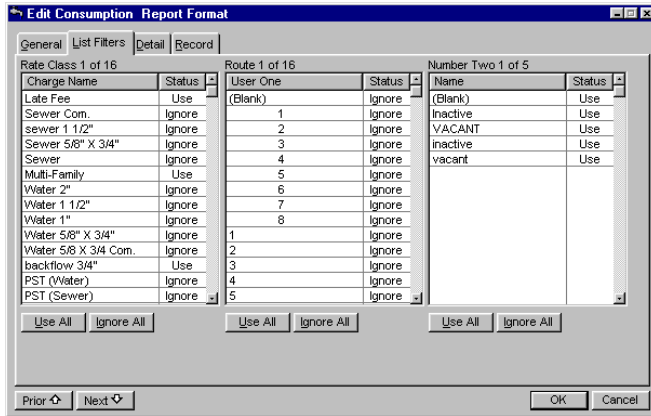 Edit Consumption Report Format
General List Filters Detail Record
Rate Class 1 of 16
Charge Name Status
Late Fee Use
Sewer Com. Ignore
sewer 1 1/2" Ignore
Sewer 5/8" X 3/4" Ignore
Sewer Ignore
Multi-Family Use
Water 2" Ignore
Water 1 1/2" Ignore
Water 1" Ignore
Water 5/8" X 3/4" Ignore
Water 5/8 X 3/4 Com. Ignore
backflow 3/4" Use
PST (Water) Ignore
PST (Sewer) Ignore
Use All Ignore All
Route 1 of 16
User One Status
(Blank) Ignore
1 Ignore
2 Ignore
3 Ignore
4 Ignore
5 Ignore
6 Ignore
7 Ignore
8 Ignore
1 Ignore
2 Ignore
3 Ignore
4 Ignore
5 Ignore
Use All Ignore All
Number Two 1 of 5
Name Status
(Blank) Use
Inactive Use
VACANT Use
inactive Use
vacant Use
Use All Ignore All
Prior Next OK Cancel